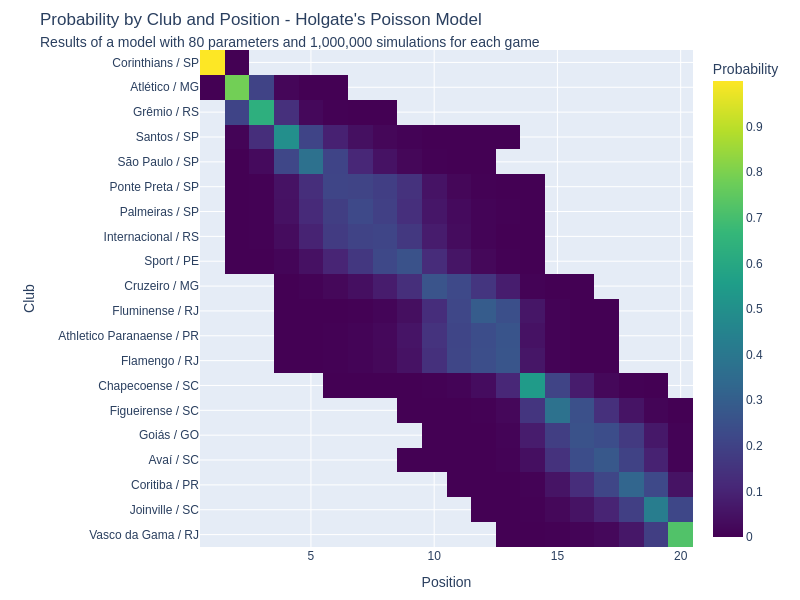 Probability by Club and Position - Holgate's Poisson Model
Results of a model with 80 parameters and 1,000,000 simulations for each game
Probability
Corinthians / SP
Atlético / MG
Grêmio / RS
Santos / SP
São Paulo / SP
Ponte Preta / SP
Palmeiras / SP
Internacional / RS
Sport / PE
Cruzeiro / MG
Fluminense / RJ
Athletico Paranaense / PR
Flamengo / RJ
Chapecoense / SC
Figueirense / SC
Goiás / GO
Avaí / SC
Coritiba / PR
Joinville / SC
Vasco da Gama / RJ
Club
5
10
15
20
Position
0.9
0.8
0.7
0.6
0.5
0.4
0.3
0.2
0.1
0